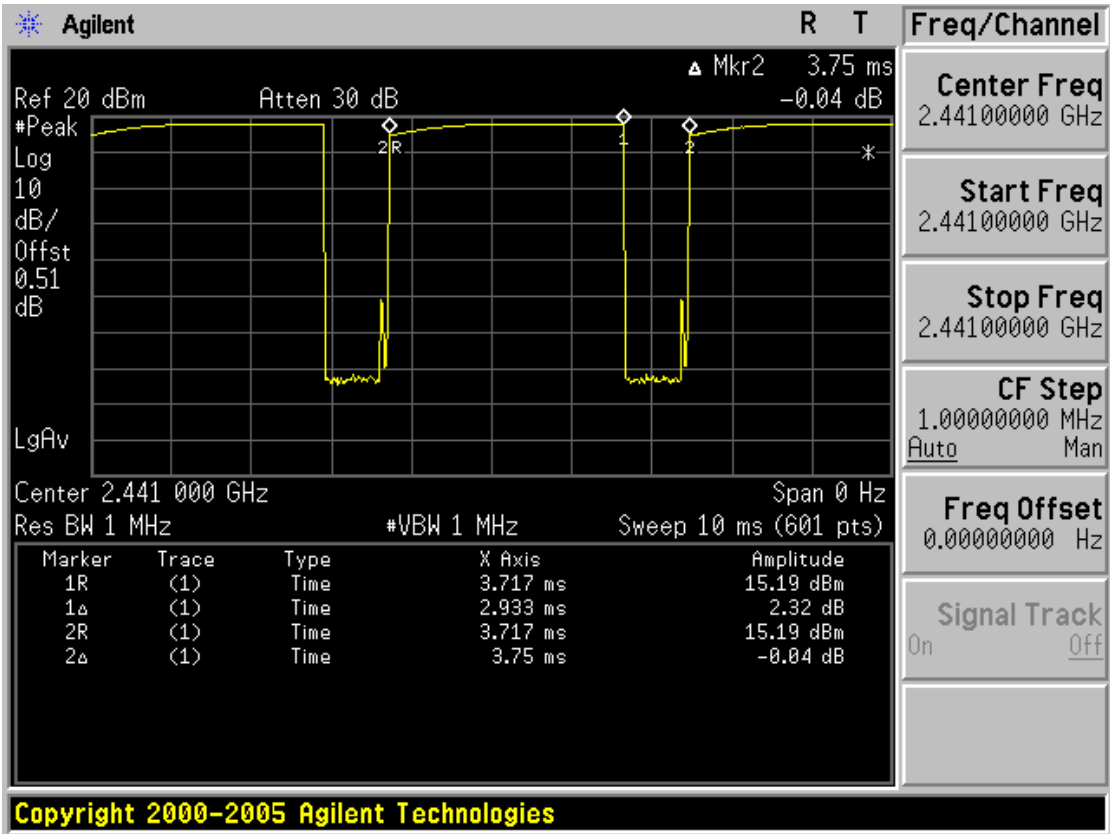 Agilent R T
Δ Mkr2 3.75 ms
Ref 20 dBm Atten 30 dB -0.04 dB
#Peak
Log
10
dB/
Offst
0.51
dB
LgAv
2R
1
2
Center 2.441 000 GHz Span 0 Hz
Res BW 1 MHz #VBW 1 MHz Sweep 10 ms (601 pts)
Marker Trace Type X Axis Amplitude
1R (1) Time 3.717 ms 15.19 dBm
1Δ (1) Time 2.933 ms 2.32 dB
2R (1) Time 3.717 ms 15.19 dBm
2Δ (1) Time 3.75 ms -0.04 dB
Freq/Channel
Center Freq
2.44100000 GHz
Start Freq
2.44100000 GHz
Stop Freq
2.44100000 GHz
CF Step
1.00000000 MHz
Auto Man
Freq Offset
0.00000000 Hz
Signal Track
On Off
Copyright 2000-2005 Agilent Technologies